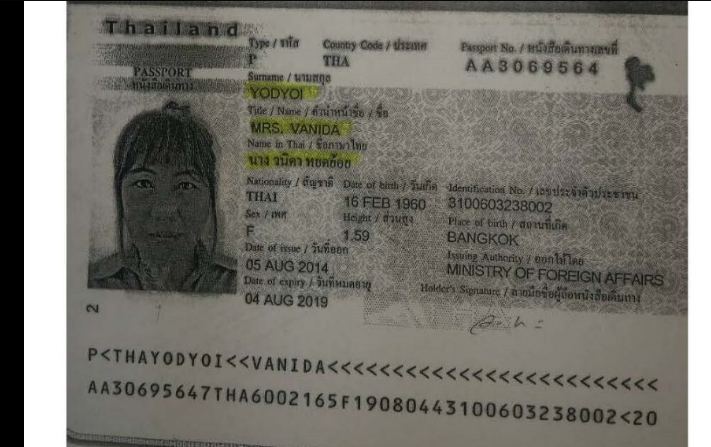 Thailand
Type / ชนิด Country Code / ประเทศ Passport No. / หนังสือเดินทางเลขที่
P THA AA3069564
PASSPORT
หนังสือเดินทาง
Surname / นามสกุล
YODYOI
Title / Name / คำนำหน้าชื่อ / ชื่อ
MRS. VANIDA
Name in Thai / ชื่อภาษาไทย
นาง วนิดา หยดย้อย
Nationality / สัญชาติ Date of birth / วันเกิด Identification No. / เลขประจำตัวประชาชน
THAI 16 FEB 1960 3100603238002
Sex / เพศ Height / ส่วนสูง Place of birth / สถานที่เกิด
F 1.59 BANGKOK
Date of issue / วันที่ออก Issuing Authority / ออกให้โดย
05 AUG 2014 MINISTRY OF FOREIGN AFFAIRS
Date of expiry / วันที่หมดอายุ Holder's Signature / ลายมือชื่อผู้ถือหนังสือเดินทาง
04 AUG 2019
2
P<THAYODYOI<<VANIDA<<<<<<<<<<<<<<<<<<<<<<<<<
AA30695647THA6002165F19080443100603238002<20